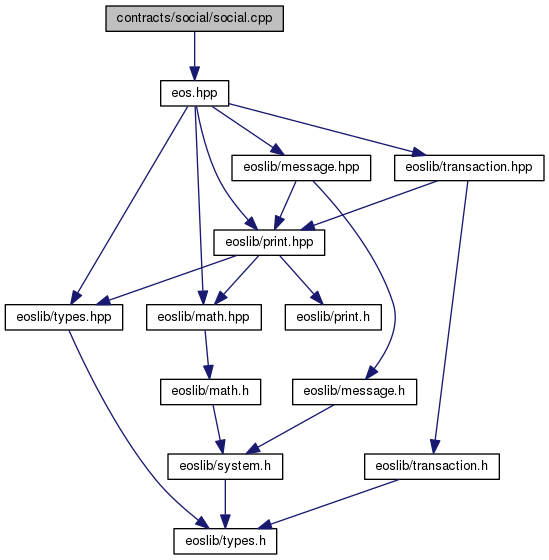 contracts/social/social.cpp
eos.hpp
eoslib/message.hpp
eoslib/transaction.hpp
eoslib/print.hpp
eoslib/types.hpp
eoslib/math.hpp
eoslib/print.h
eoslib/math.h
eoslib/message.h
eoslib/system.h
eoslib/transaction.h
eoslib/types.h